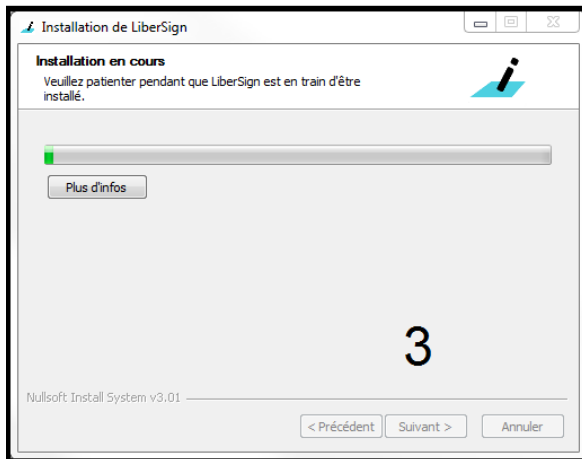 Installation de LiberSign
Installation en cours
Veuillez patienter pendant que LiberSign est en train d'être
installé.
Plus d'infos
3
Nullsoft Install System v3.01
< Précédent Suivant > Annuler